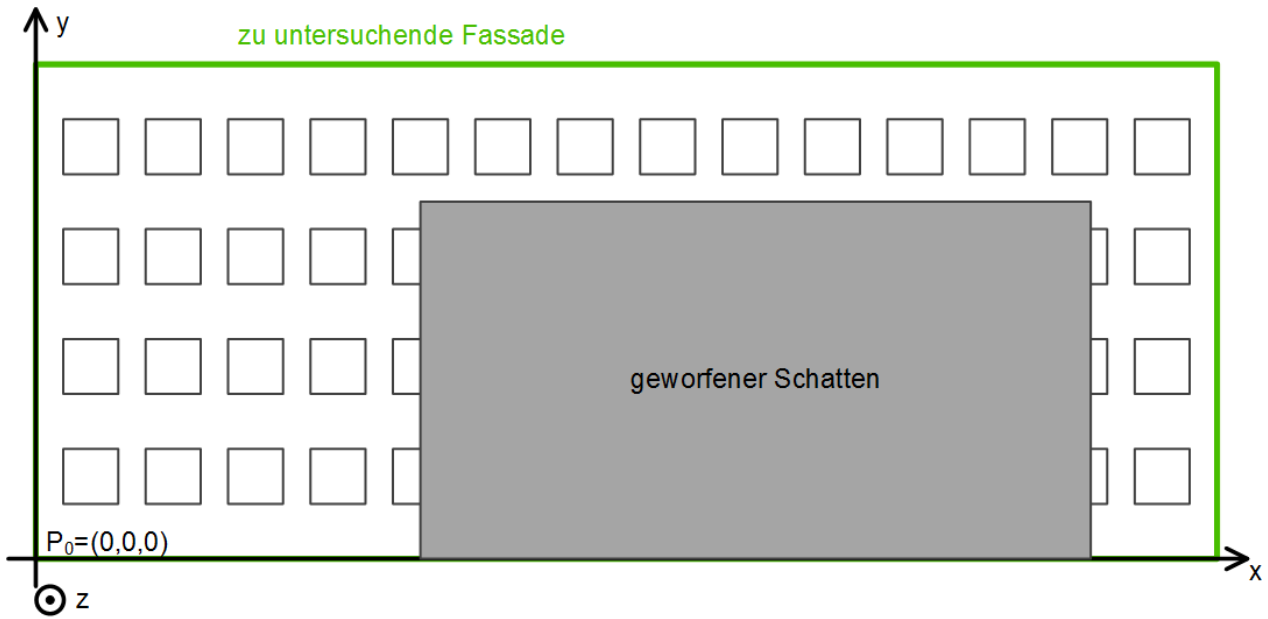 y
zu untersuchende Fassade
geworfener Schatten
P₀=(0,0,0)
x
z